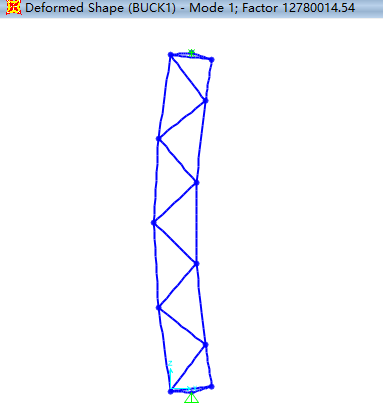 Deformed Shape (BUCK1) - Mode 1; Factor 12780014.54
Z